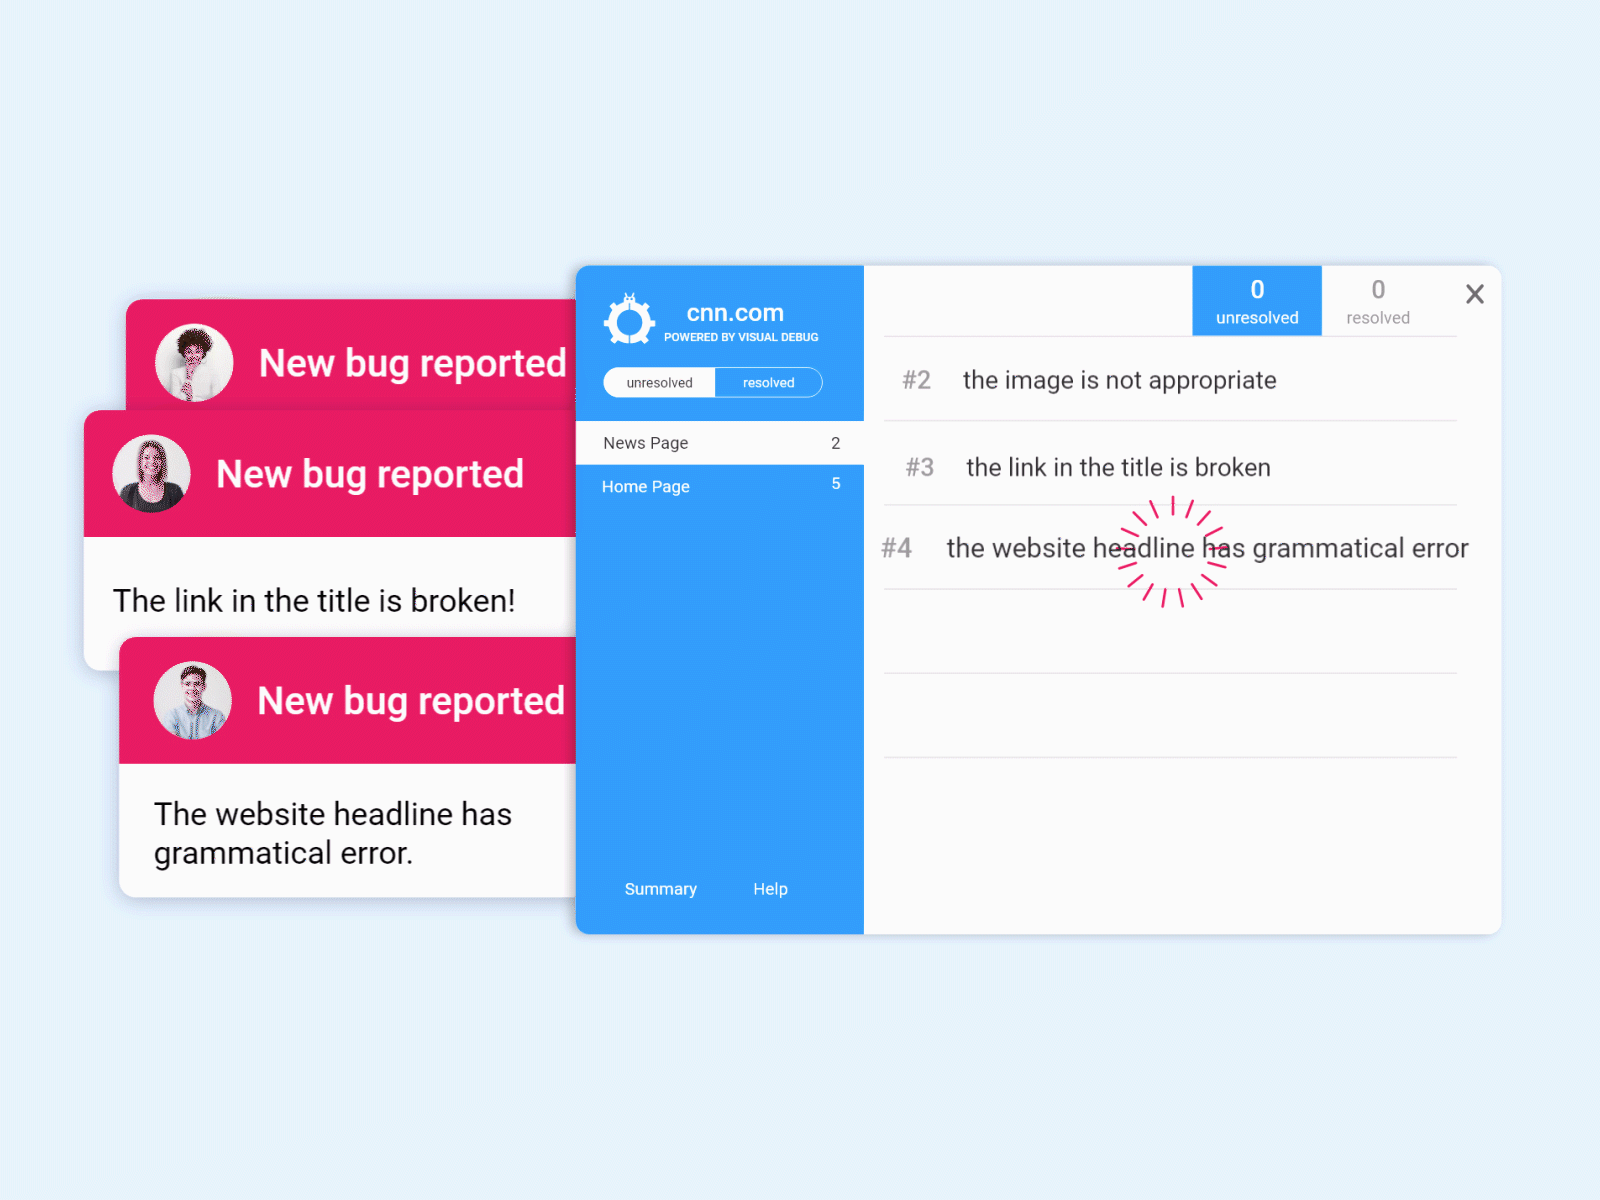 New bug reported
New bug reported
The link in the title is broken!
New bug reported
The website headline has
grammatical error.
cnn.com
POWERED BY VISUAL DEBUG
unresolved resolved
News Page 2
Home Page 5
Summary Help
0 0
unresolved resolved
#2 the image is not appropriate
#3 the link in the title is broken
#4 the website headline has grammatical error